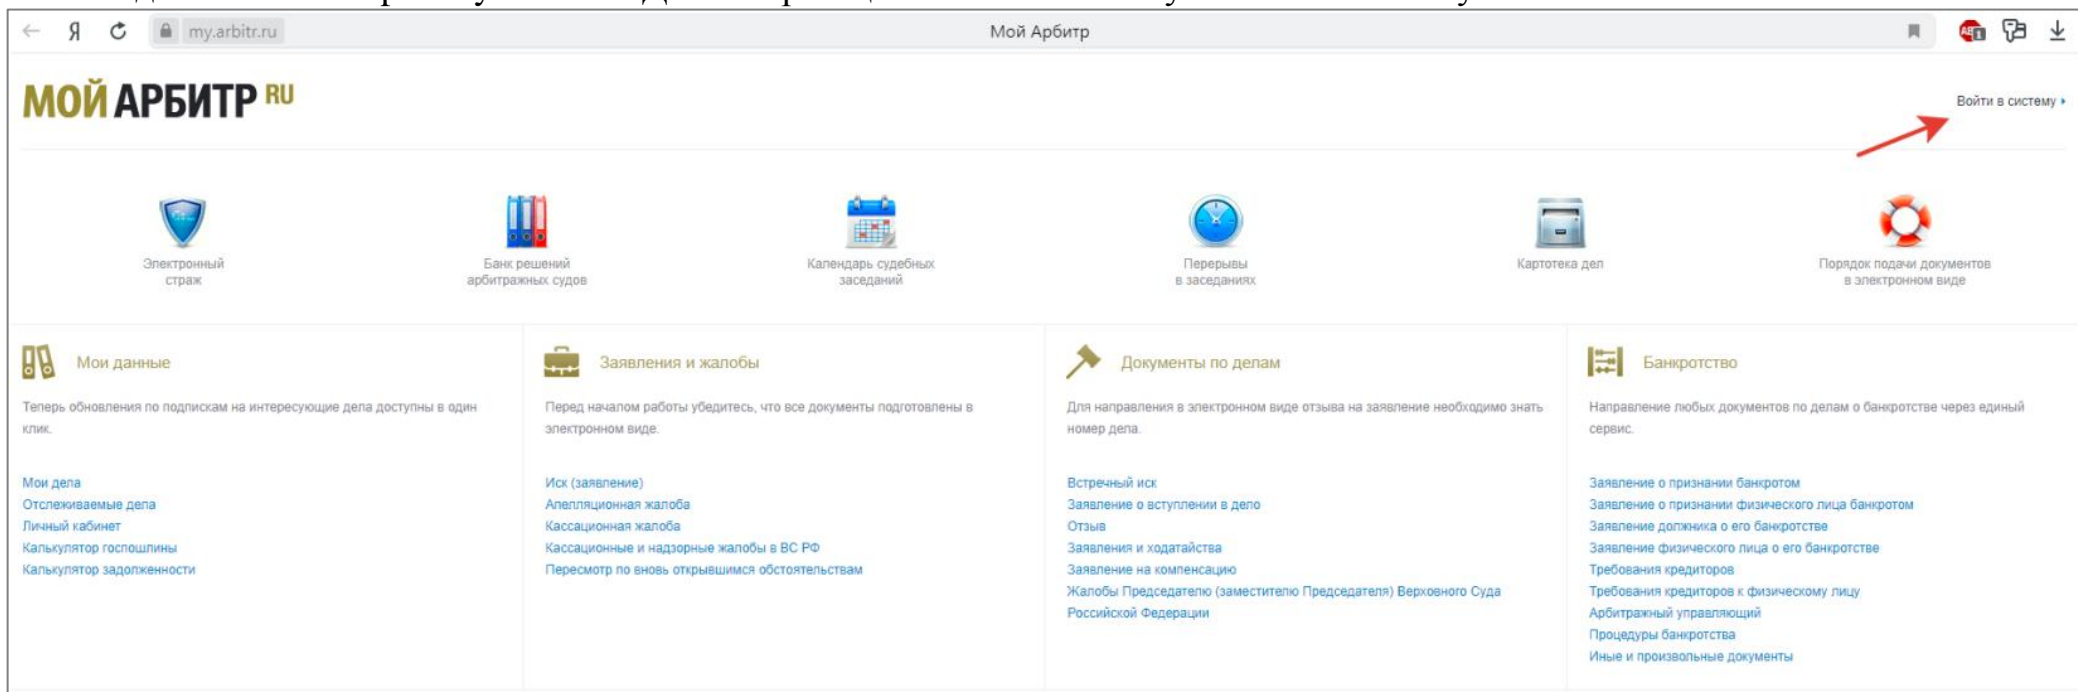 Я my.arbitr.ru Мой Арбитр
МОЙ АРБИТР RU
Войти в систему
Электронный
страж
Банк решений
арбитражных судов
Календарь судебных
заседаний
Перерывы
в заседаниях
Картотека дел
Порядок подачи документов
в электронном виде
Мои данные
Теперь обновления по подпискам на интересующие дела доступны в один
клик.
Мои дела
Отслеживаемые дела
Личный кабинет
Калькулятор госпошлины
Калькулятор задолженности
Заявления и жалобы
Перед началом работы убедитесь, что все документы подготовлены в
электронном виде.
Иск (заявление)
Апелляционная жалоба
Кассационная жалоба
Кассационные и надзорные жалобы в ВС РФ
Пересмотр по вновь открывшимся обстоятельствам
Документы по делам
Для направления в электронном виде отзыва на заявление необходимо знать
номер дела.
Встречный иск
Заявление о вступлении в дело
Отзыв
Заявления и ходатайства
Заявление на компенсацию
Жалобы Председателю (заместителю Председателя) Верховного Суда
Российской Федерации
Банкротство
Направление любых документов по делам о банкротстве через единый
сервис.
Заявление о признании банкротом
Заявление о признании физического лица банкротом
Заявление должника о его банкротстве
Заявление физического лица о его банкротстве
Требования кредиторов
Требования кредиторов к физическому лицу
Арбитражный управляющий
Процедуры банкротства
Иные и произвольные документы